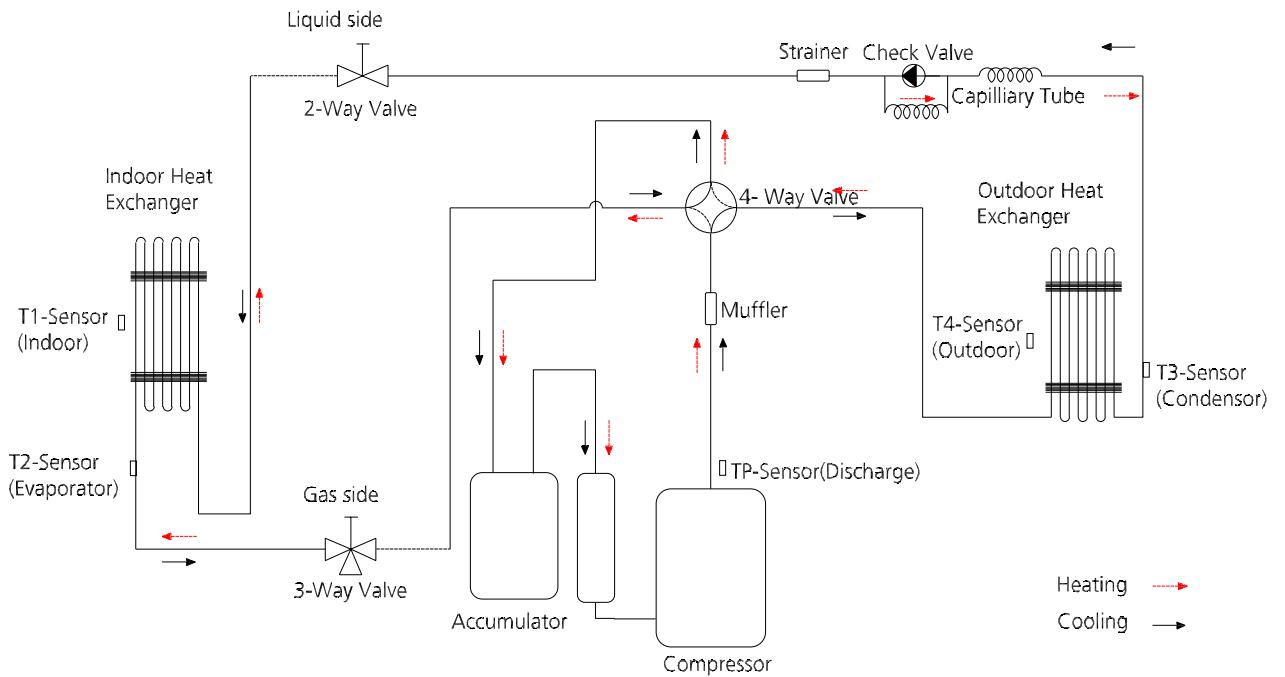 Liquid side
2-Way Valve
Strainer
Check Valve
Capilliary Tube
Indoor Heat
Exchanger
4- Way Valve
Outdoor Heat
Exchanger
T1-Sensor
(Indoor)
Muffler
T4-Sensor
(Outdoor)
T3-Sensor
(Condensor)
T2-Sensor
(Evaporator)
TP-Sensor(Discharge)
Gas side
3-Way Valve
Accumulator
Compressor
Heating
Cooling